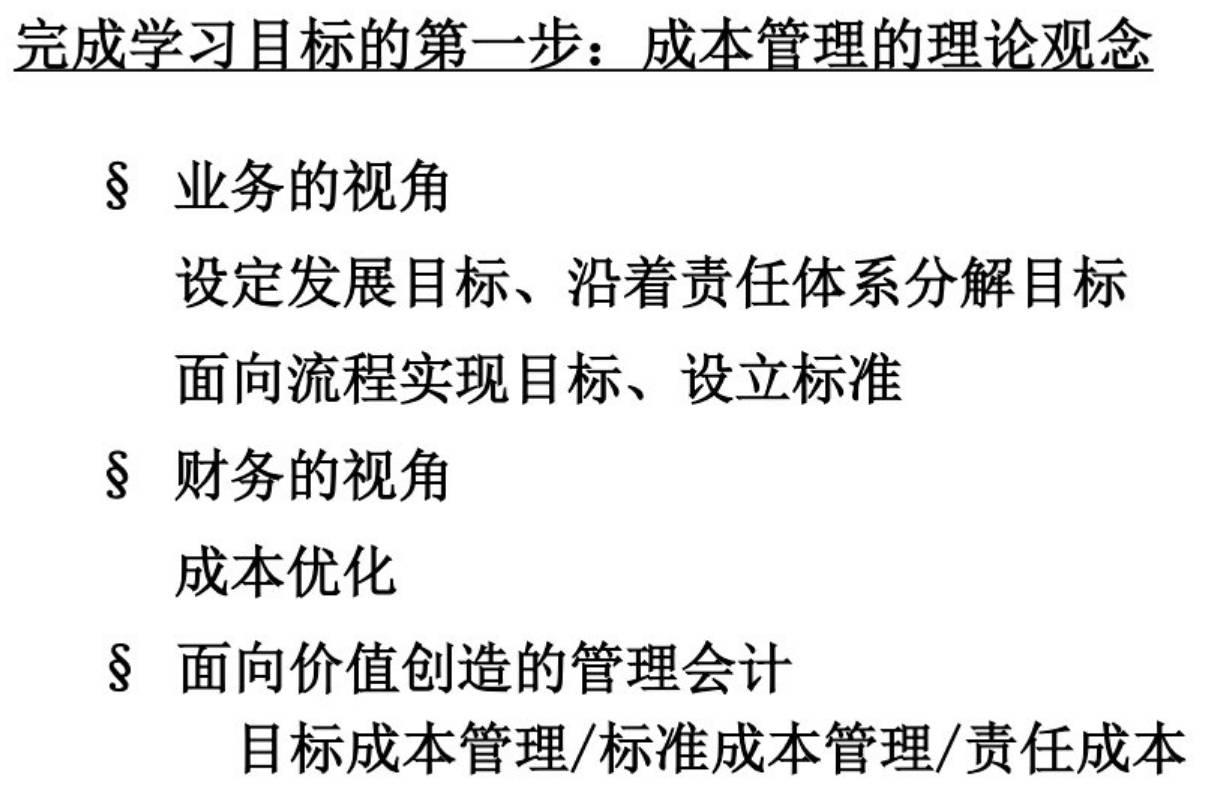 完成学习目标的第一步：成本管理的理论观念
§ 业务的视角
设定发展目标、沿着责任体系分解目标
面向流程实现目标、设立标准
§ 财务的视角
成本优化
§ 面向价值创造的管理会计
目标成本管理/标准成本管理/责任成本